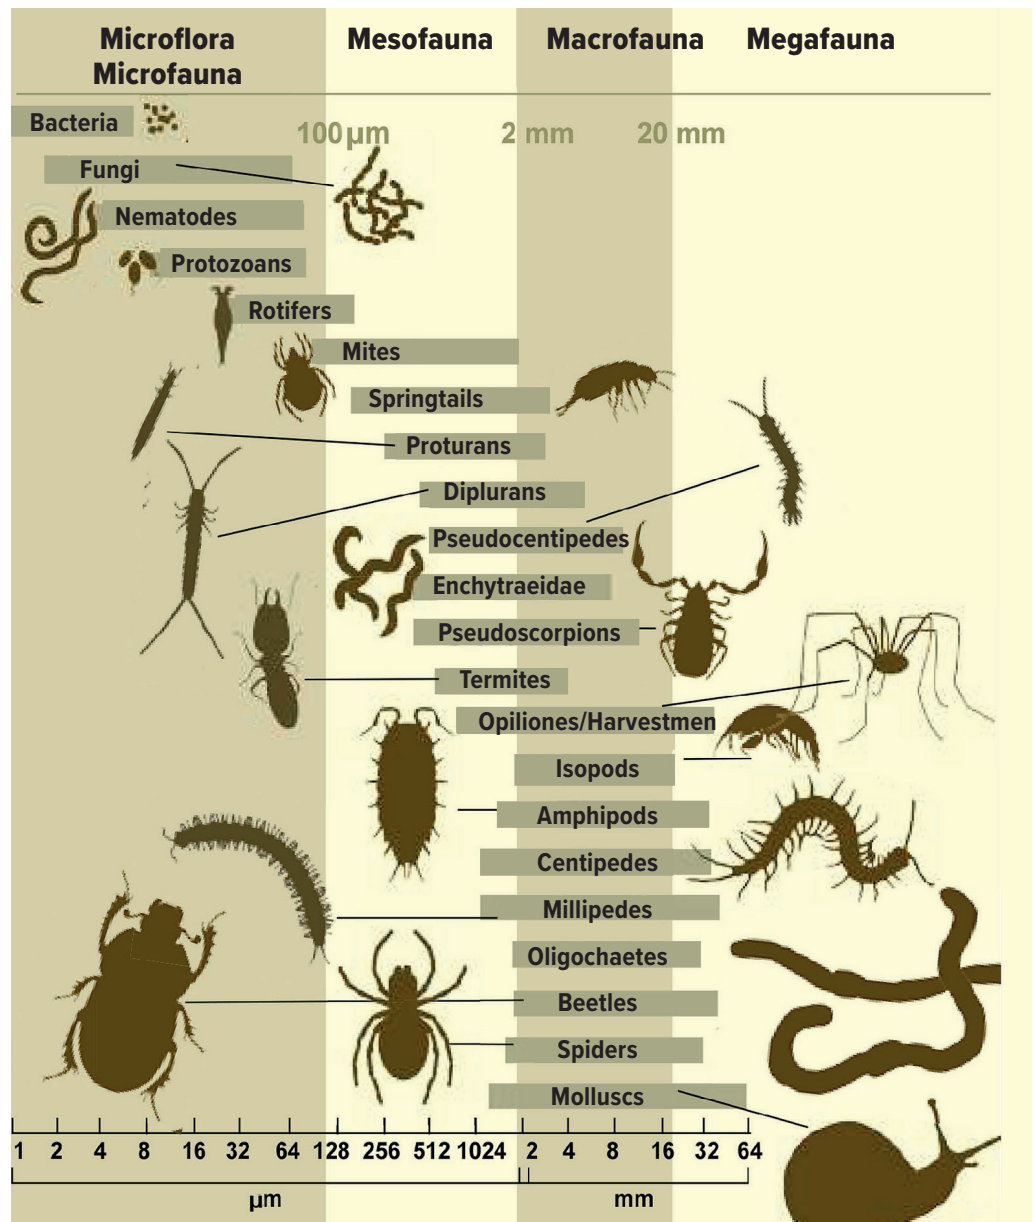 Microflora
Microfauna
Mesofauna
Macrofauna
Megafauna
Bacteria
100µm
2 mm
20 mm
Fungi
Nematodes
Protozoans
Rotifers
Mites
Springtails
Proturans
Diplurans
Pseudocentipedes
Enchytraeidae
Pseudoscorpions
Termites
Opiliones/Harvestmen
Isopods
Amphipods
Centipedes
Millipedes
Oligochaetes
Beetles
Spiders
Molluscs
1 2 4 8 16 32 64 128 256 512 1024 2 4 8 16 32 64
µm mm